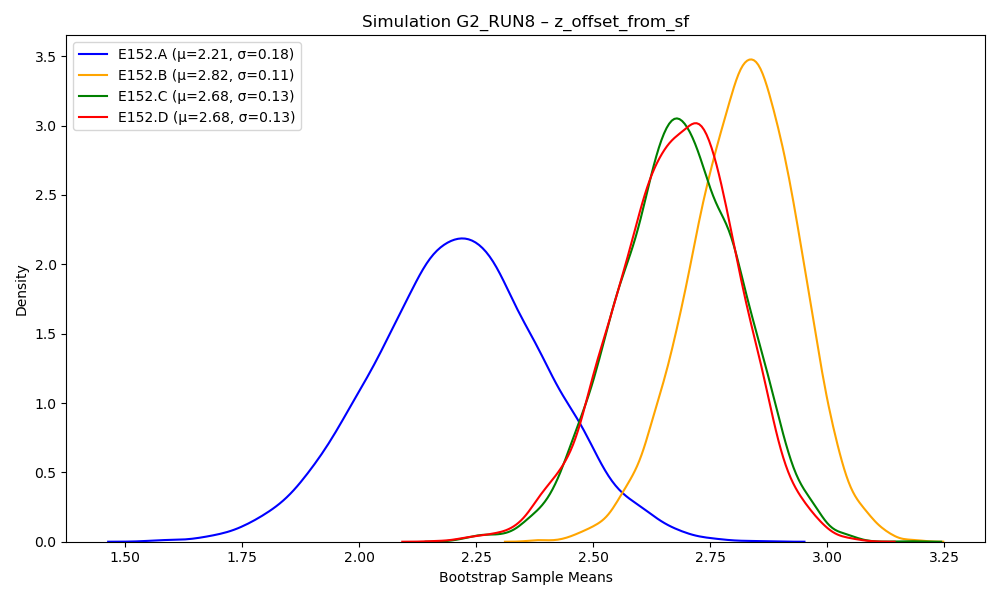 Simulation G2_RUN8 – z_offset_from_sf
E152.A (μ=2.21, σ=0.18)
E152.B (μ=2.82, σ=0.11)
E152.C (μ=2.68, σ=0.13)
E152.D (μ=2.68, σ=0.13)
Density
3.5
3.0
2.5
2.0
1.5
1.0
0.5
0.0
1.50 1.75 2.00 2.25 2.50 2.75 3.00 3.25
Bootstrap Sample Means